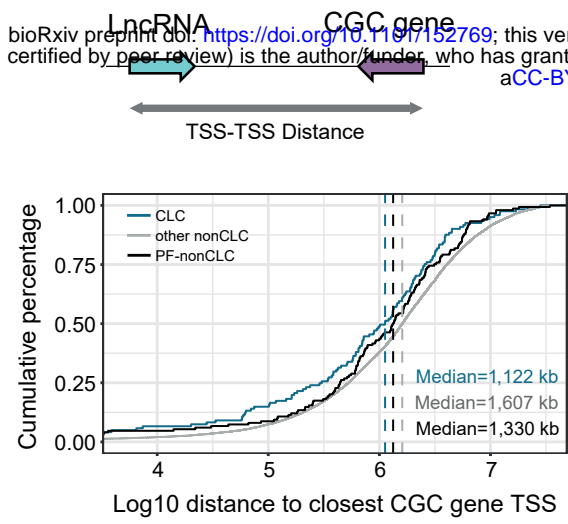 LncRNA CGC gene
bioRxiv preprint doi: https://doi.org/10.1101/152769; this ver
certified by peer review) is the author/funder, who has grant
aCC-BY
TSS-TSS Distance
Cumulative percentage
1.00
0.75
0.50
0.25
0.00
CLC
other nonCLC
PF-nonCLC
Median=1,122 kb
Median=1,607 kb
Median=1,330 kb
4 5 6 7
Log10 distance to closest CGC gene TSS